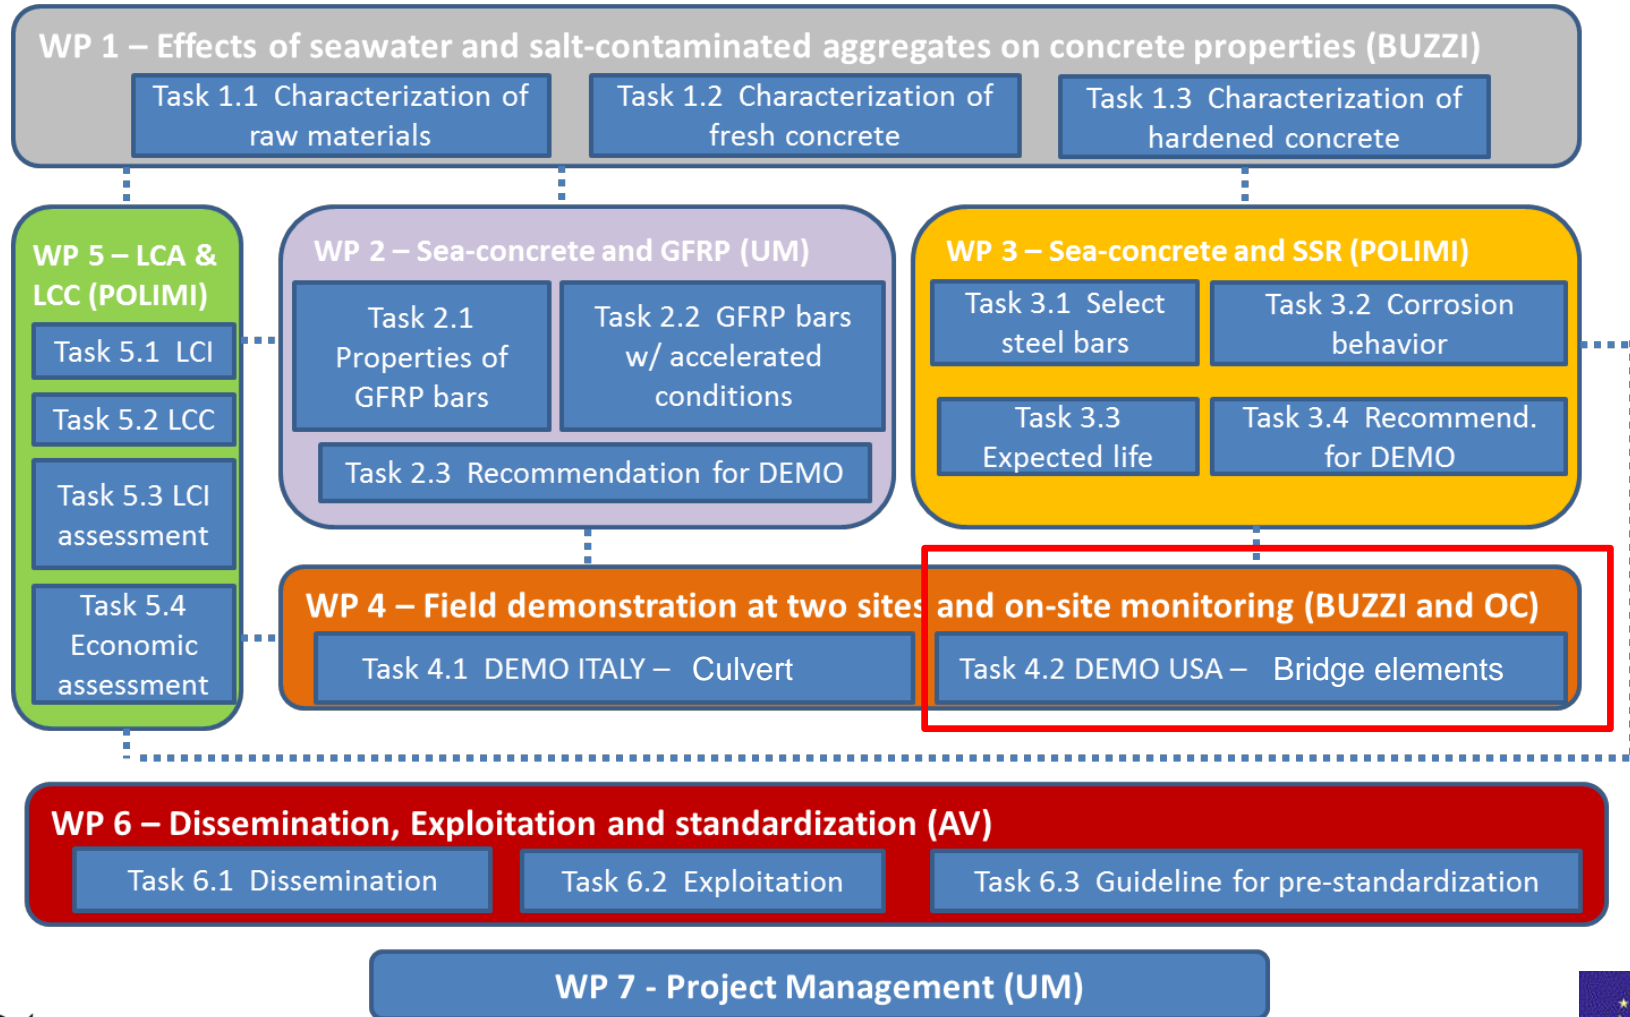 WP 1 – Effects of seawater and salt-contaminated aggregates on concrete properties (BUZZI)
Task 1.1 Characterization of
raw materials
Task 1.2 Characterization of
fresh concrete
Task 1.3 Characterization of
hardened concrete
WP 5 – LCA &
LCC (POLIMI)
Task 5.1 LCI
Task 5.2 LCC
Task 5.3 LCI
assessment
Task 5.4
Economic
assessment
WP 2 – Sea-concrete and GFRP (UM)
Task 2.1
Properties of
GFRP bars
Task 2.2 GFRP bars
w/ accelerated
conditions
Task 2.3 Recommendation for DEMO
WP 3 – Sea-concrete and SSR (POLIMI)
Task 3.1 Select
steel bars
Task 3.2 Corrosion
behavior
Task 3.3
Expected life
Task 3.4 Recommend.
for DEMO
WP 4 – Field demonstration at two sites and on-site monitoring (BUZZI and OC)
Task 4.1 DEMO ITALY – Culvert
Task 4.2 DEMO USA – Bridge elements
WP 6 – Dissemination, Exploitation and standardization (AV)
Task 6.1 Dissemination
Task 6.2 Exploitation
Task 6.3 Guideline for pre-standardization
WP 7 - Project Management (UM)